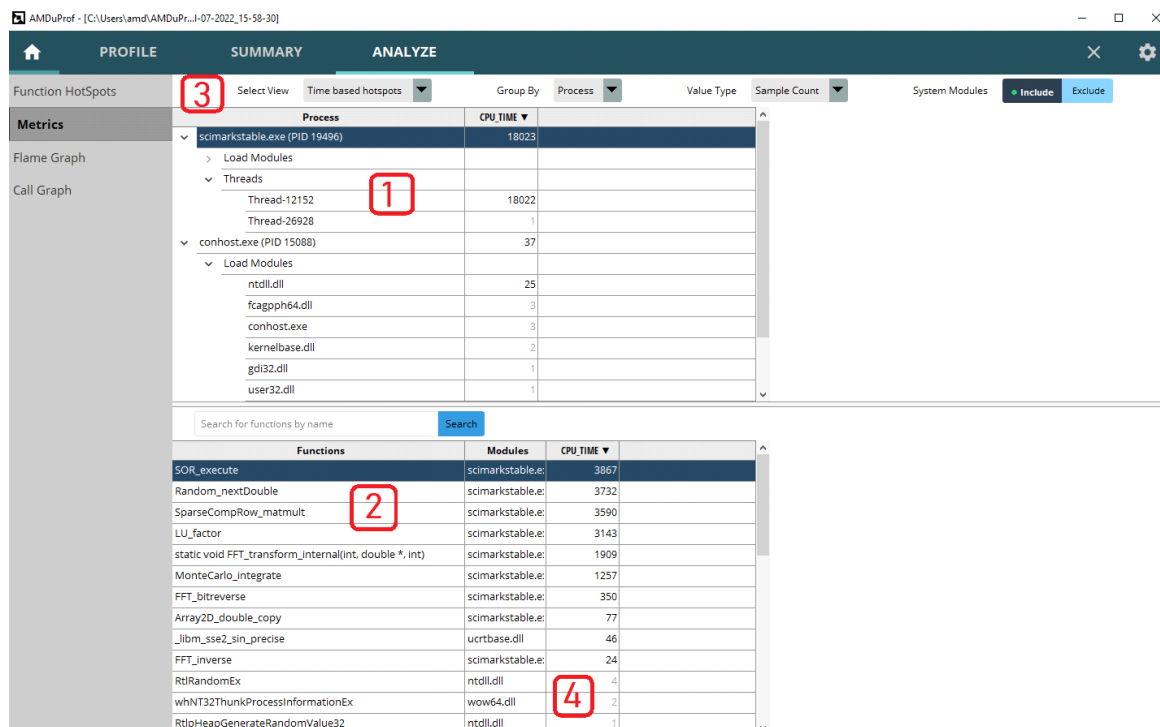 AMDuProf - [C:\Users\amd\AMDuPr...l-07-2022_15-58-30]
PROFILE SUMMARY ANALYZE
Function HotSpots
Metrics
Flame Graph
Call Graph
3 Select View Time based hotspots Group By Process Value Type Sample Count System Modules Include Exclude
Process CPU_TIME
scimarkstable.exe (PID 19496) 18023
Load Modules
Threads
1
Thread-12152 18022
Thread-26928 1
conhost.exe (PID 15088) 37
Load Modules
ntdll.dll 25
fcagpph64.dll 3
conhost.exe 3
kernelbase.dll 2
gdi32.dll 1
user32.dll 1
Search for functions by name Search
Functions Modules CPU_TIME
SOR_execute scimarkstable.e: 3867
Random_nextDouble scimarkstable.e: 3732
2
SparseCompRow_matmult scimarkstable.e: 3590
LU_factor scimarkstable.e: 3143
static void FFT_transform_internal(int, double *, int) scimarkstable.e: 1909
MonteCarlo_integrate scimarkstable.e: 1257
FFT_bitreverse scimarkstable.e: 350
Array2D_double_copy scimarkstable.e: 77
_libm_sse2_sin_precise ucrtbase.dll 46
FFT_inverse scimarkstable.e: 24
RtlRandomEx ntdll.dll 4
4
whNT32ThunkProcessInformationEx wow64.dll 2
RtlpHeapGenerateRandomValue32 ntdll.dll 1